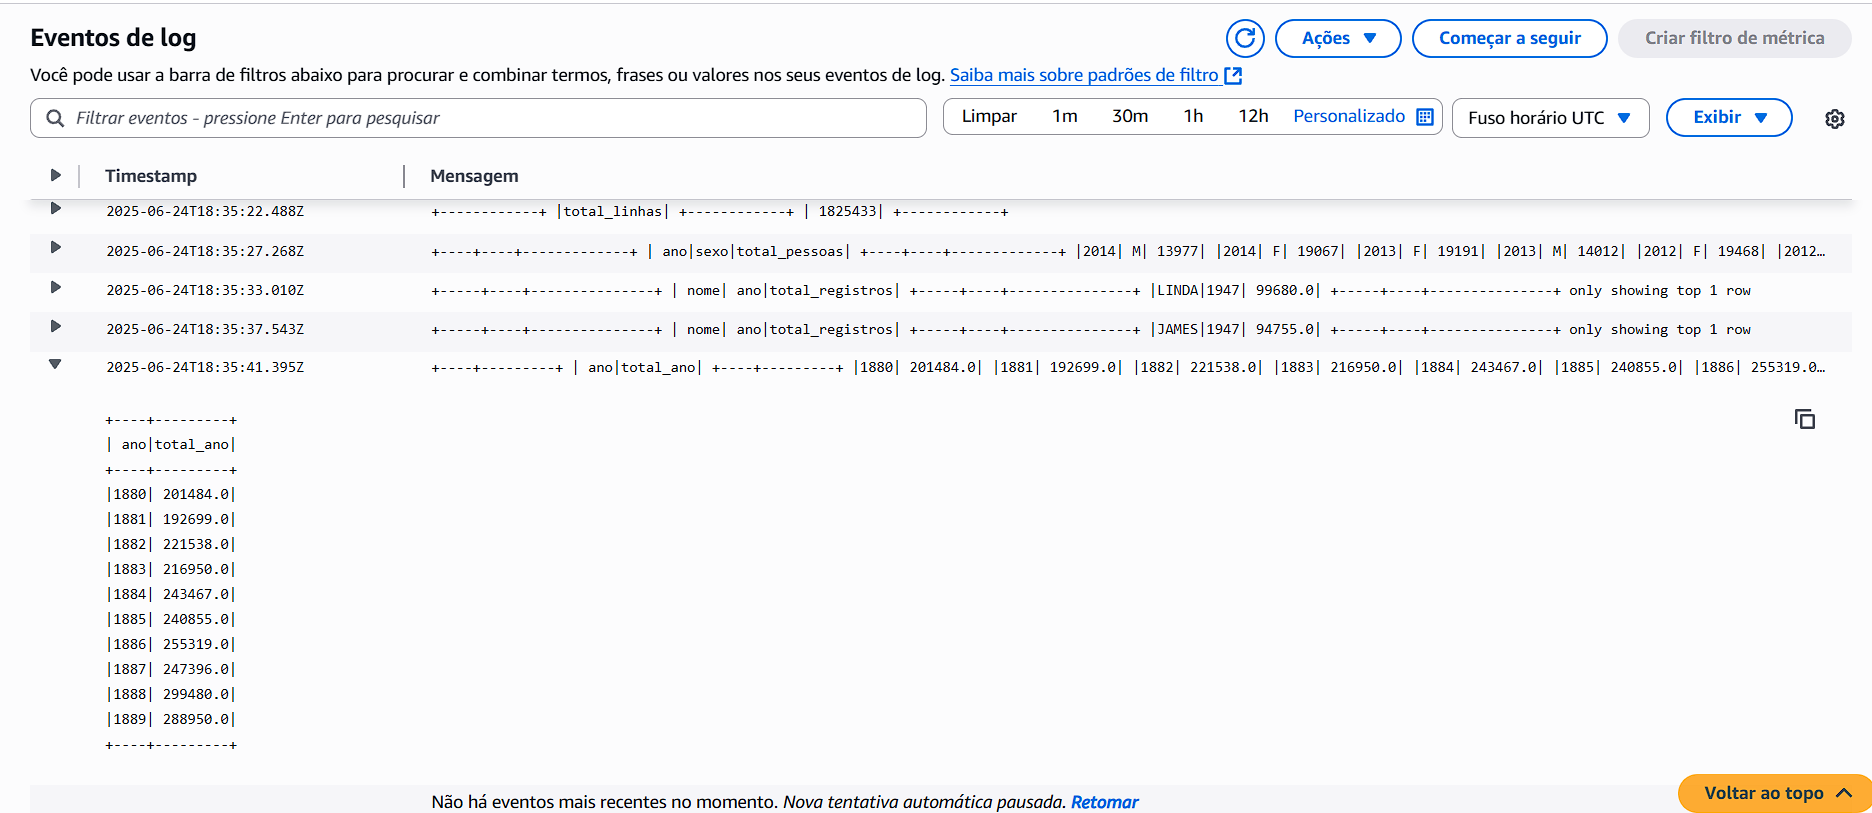 Eventos de log
Ações
Começar a seguir
Criar filtro de métrica
Você pode usar a barra de filtros abaixo para procurar e combinar termos, frases ou valores nos seus eventos de log. Saiba mais sobre padrões de filtro
Filtrar eventos - pressione Enter para pesquisar
Limpar 1m 30m 1h 12h Personalizado
Fuso horário UTC
Exibir
Timestamp Mensagem
2025-06-24T18:35:22.488Z +------------+ |total_linhas| +------------+ | 1825433| +------------+
2025-06-24T18:35:27.268Z +----+----+-------------+ | ano|sexo|total_pessoas| +----+----+-------------+ |2014| M| 13977| |2014| F| 19067| |2013| F| 19191| |2013| M| 14012| |2012| F| 19468| |2012…
2025-06-24T18:35:33.010Z +-----+----+---------------+ | nome| ano|total_registros| +-----+----+---------------+ |LINDA|1947| 99680.0| +-----+----+---------------+ only showing top 1 row
2025-06-24T18:35:37.543Z +-----+----+---------------+ | nome| ano|total_registros| +-----+----+---------------+ |JAMES|1947| 94755.0| +-----+----+---------------+ only showing top 1 row
2025-06-24T18:35:41.395Z +----+---------+ | ano|total_ano| +----+---------+ |1880| 201484.0| |1881| 192699.0| |1882| 221538.0| |1883| 216950.0| |1884| 243467.0| |1885| 240855.0| |1886| 255319.0…
+----+---------+
| ano|total_ano|
+----+---------+
|1880| 201484.0|
|1881| 192699.0|
|1882| 221538.0|
|1883| 216950.0|
|1884| 243467.0|
|1885| 240855.0|
|1886| 255319.0|
|1887| 247396.0|
|1888| 299480.0|
|1889| 288950.0|
+----+---------+
Não há eventos mais recentes no momento. Nova tentativa automática pausada. Retomar
Voltar ao topo